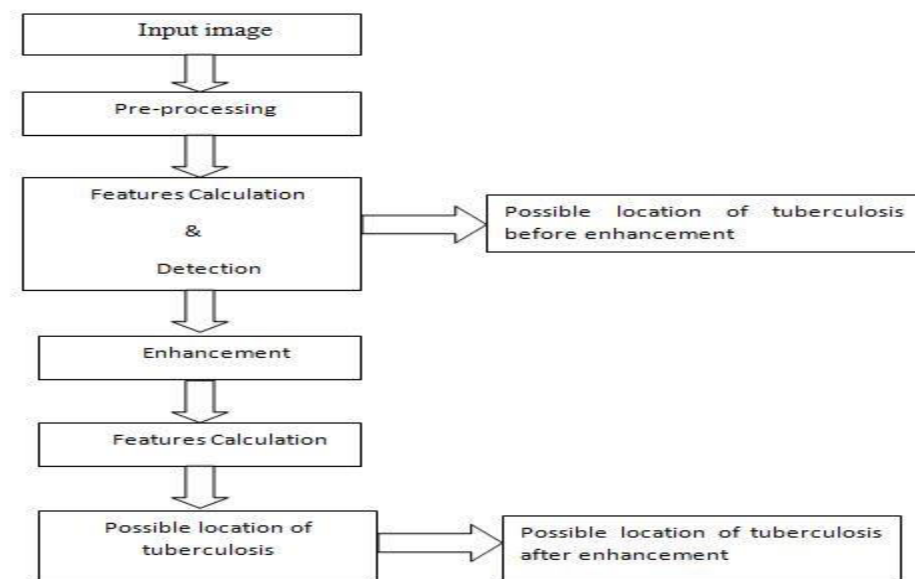 Input image
Pre-processing
Features Calculation
&
Detection
Possible location of tuberculosis
before enhancement
Enhancement
Features Calculation
Possible location of
tuberculosis
Possible location of tuberculosis
after enhancement